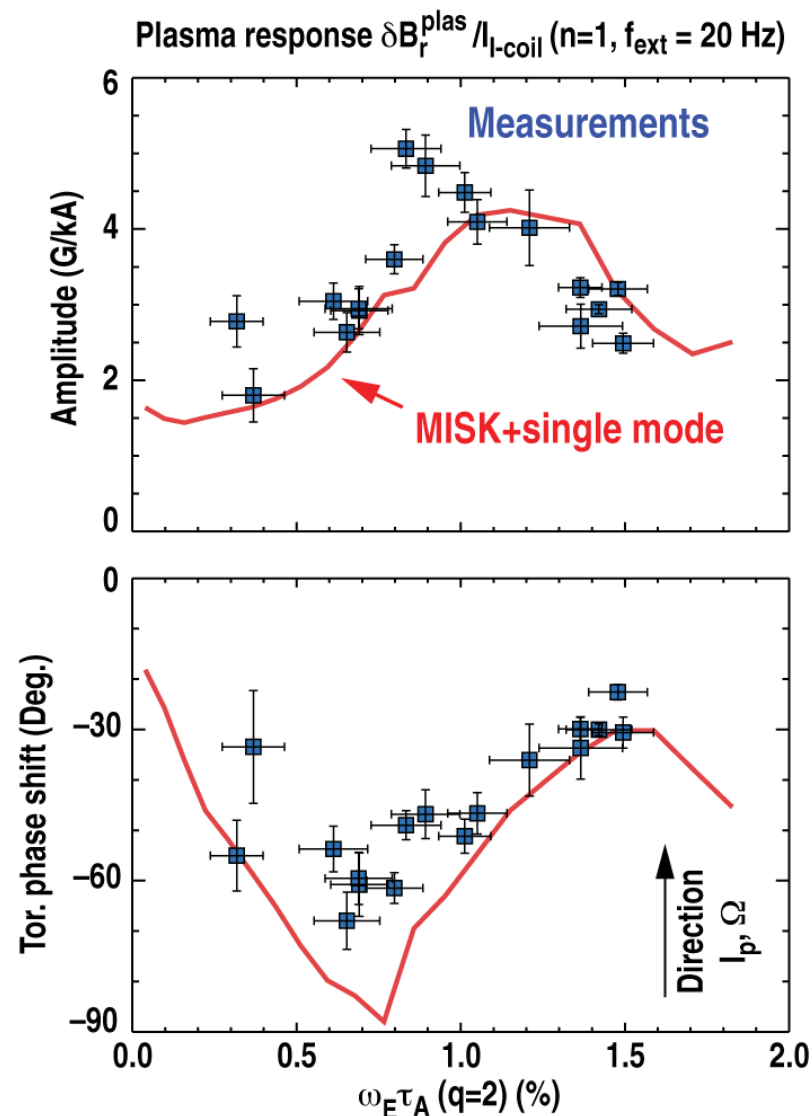 Plasma response δB_r^plas/I_I-coil (n=1, f_ext = 20 Hz)
6
Measurements
4
Amplitude (G/kA)
2
MISK+single mode
0
0
−30
Tor. phase shift (Deg.)
−60
Direction
I_p, Ω
−90
0.0 0.5 1.0 1.5 2.0
ω_E τ_A (q=2) (%)